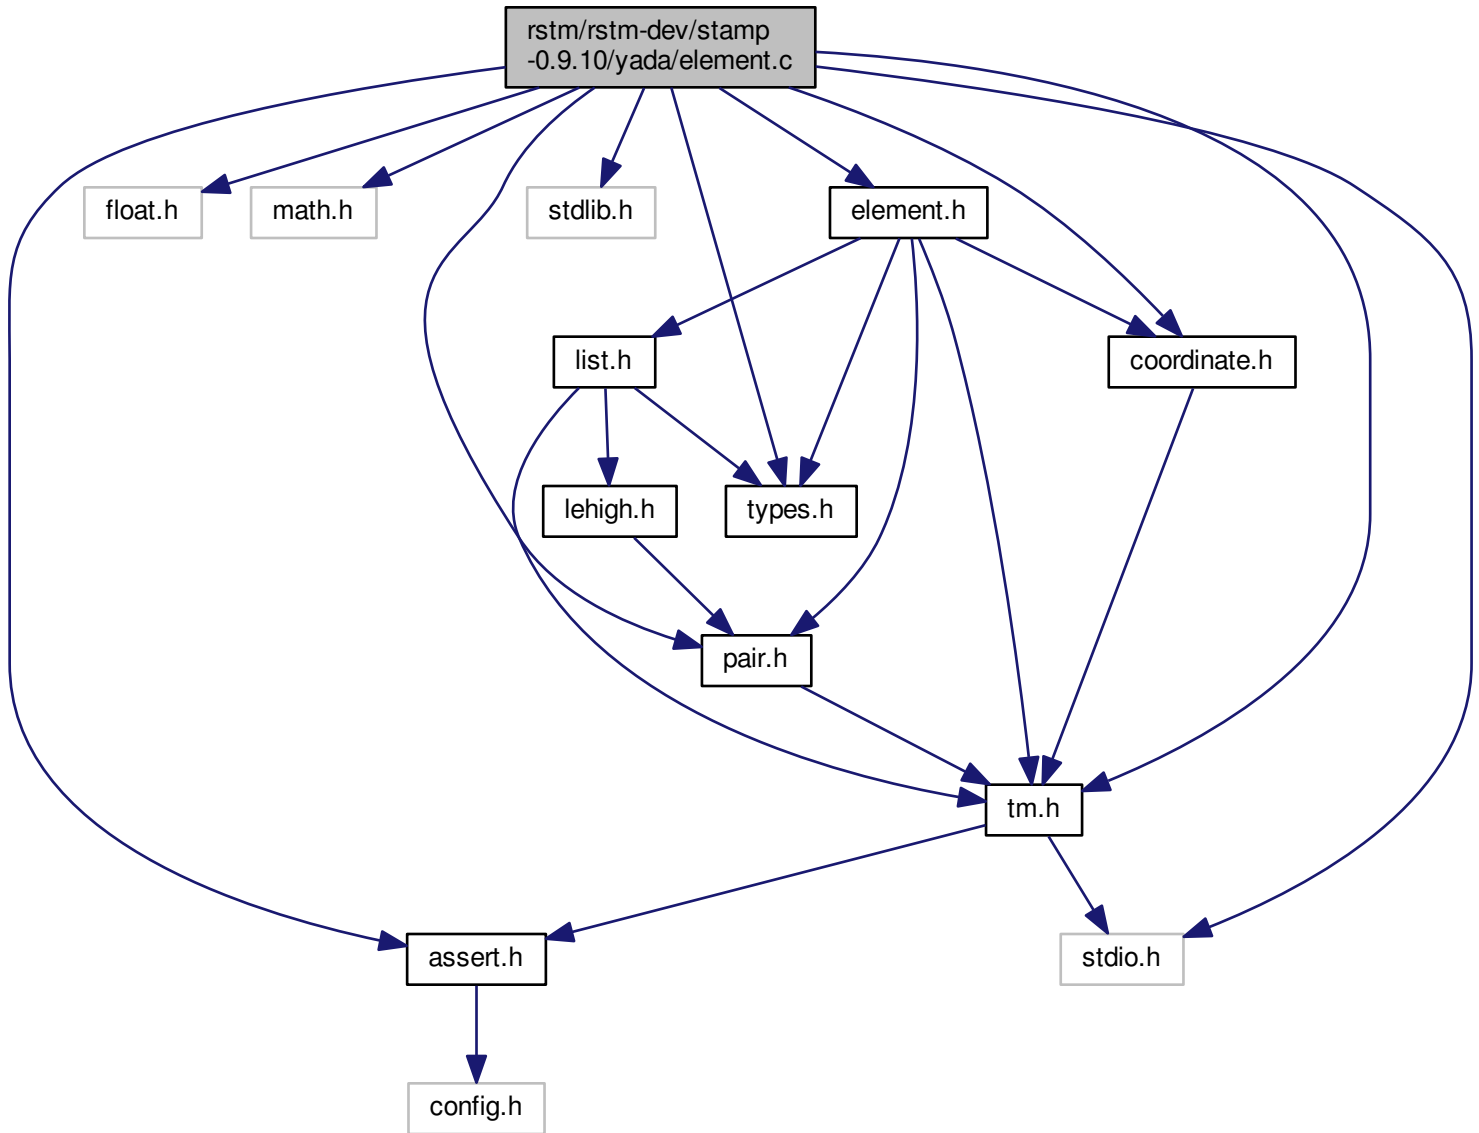 rstm/rstm-dev/stamp
-0.9.10/yada/element.c
float.h
math.h
stdlib.h
element.h
list.h
coordinate.h
lehigh.h
types.h
pair.h
tm.h
assert.h
stdio.h
config.h